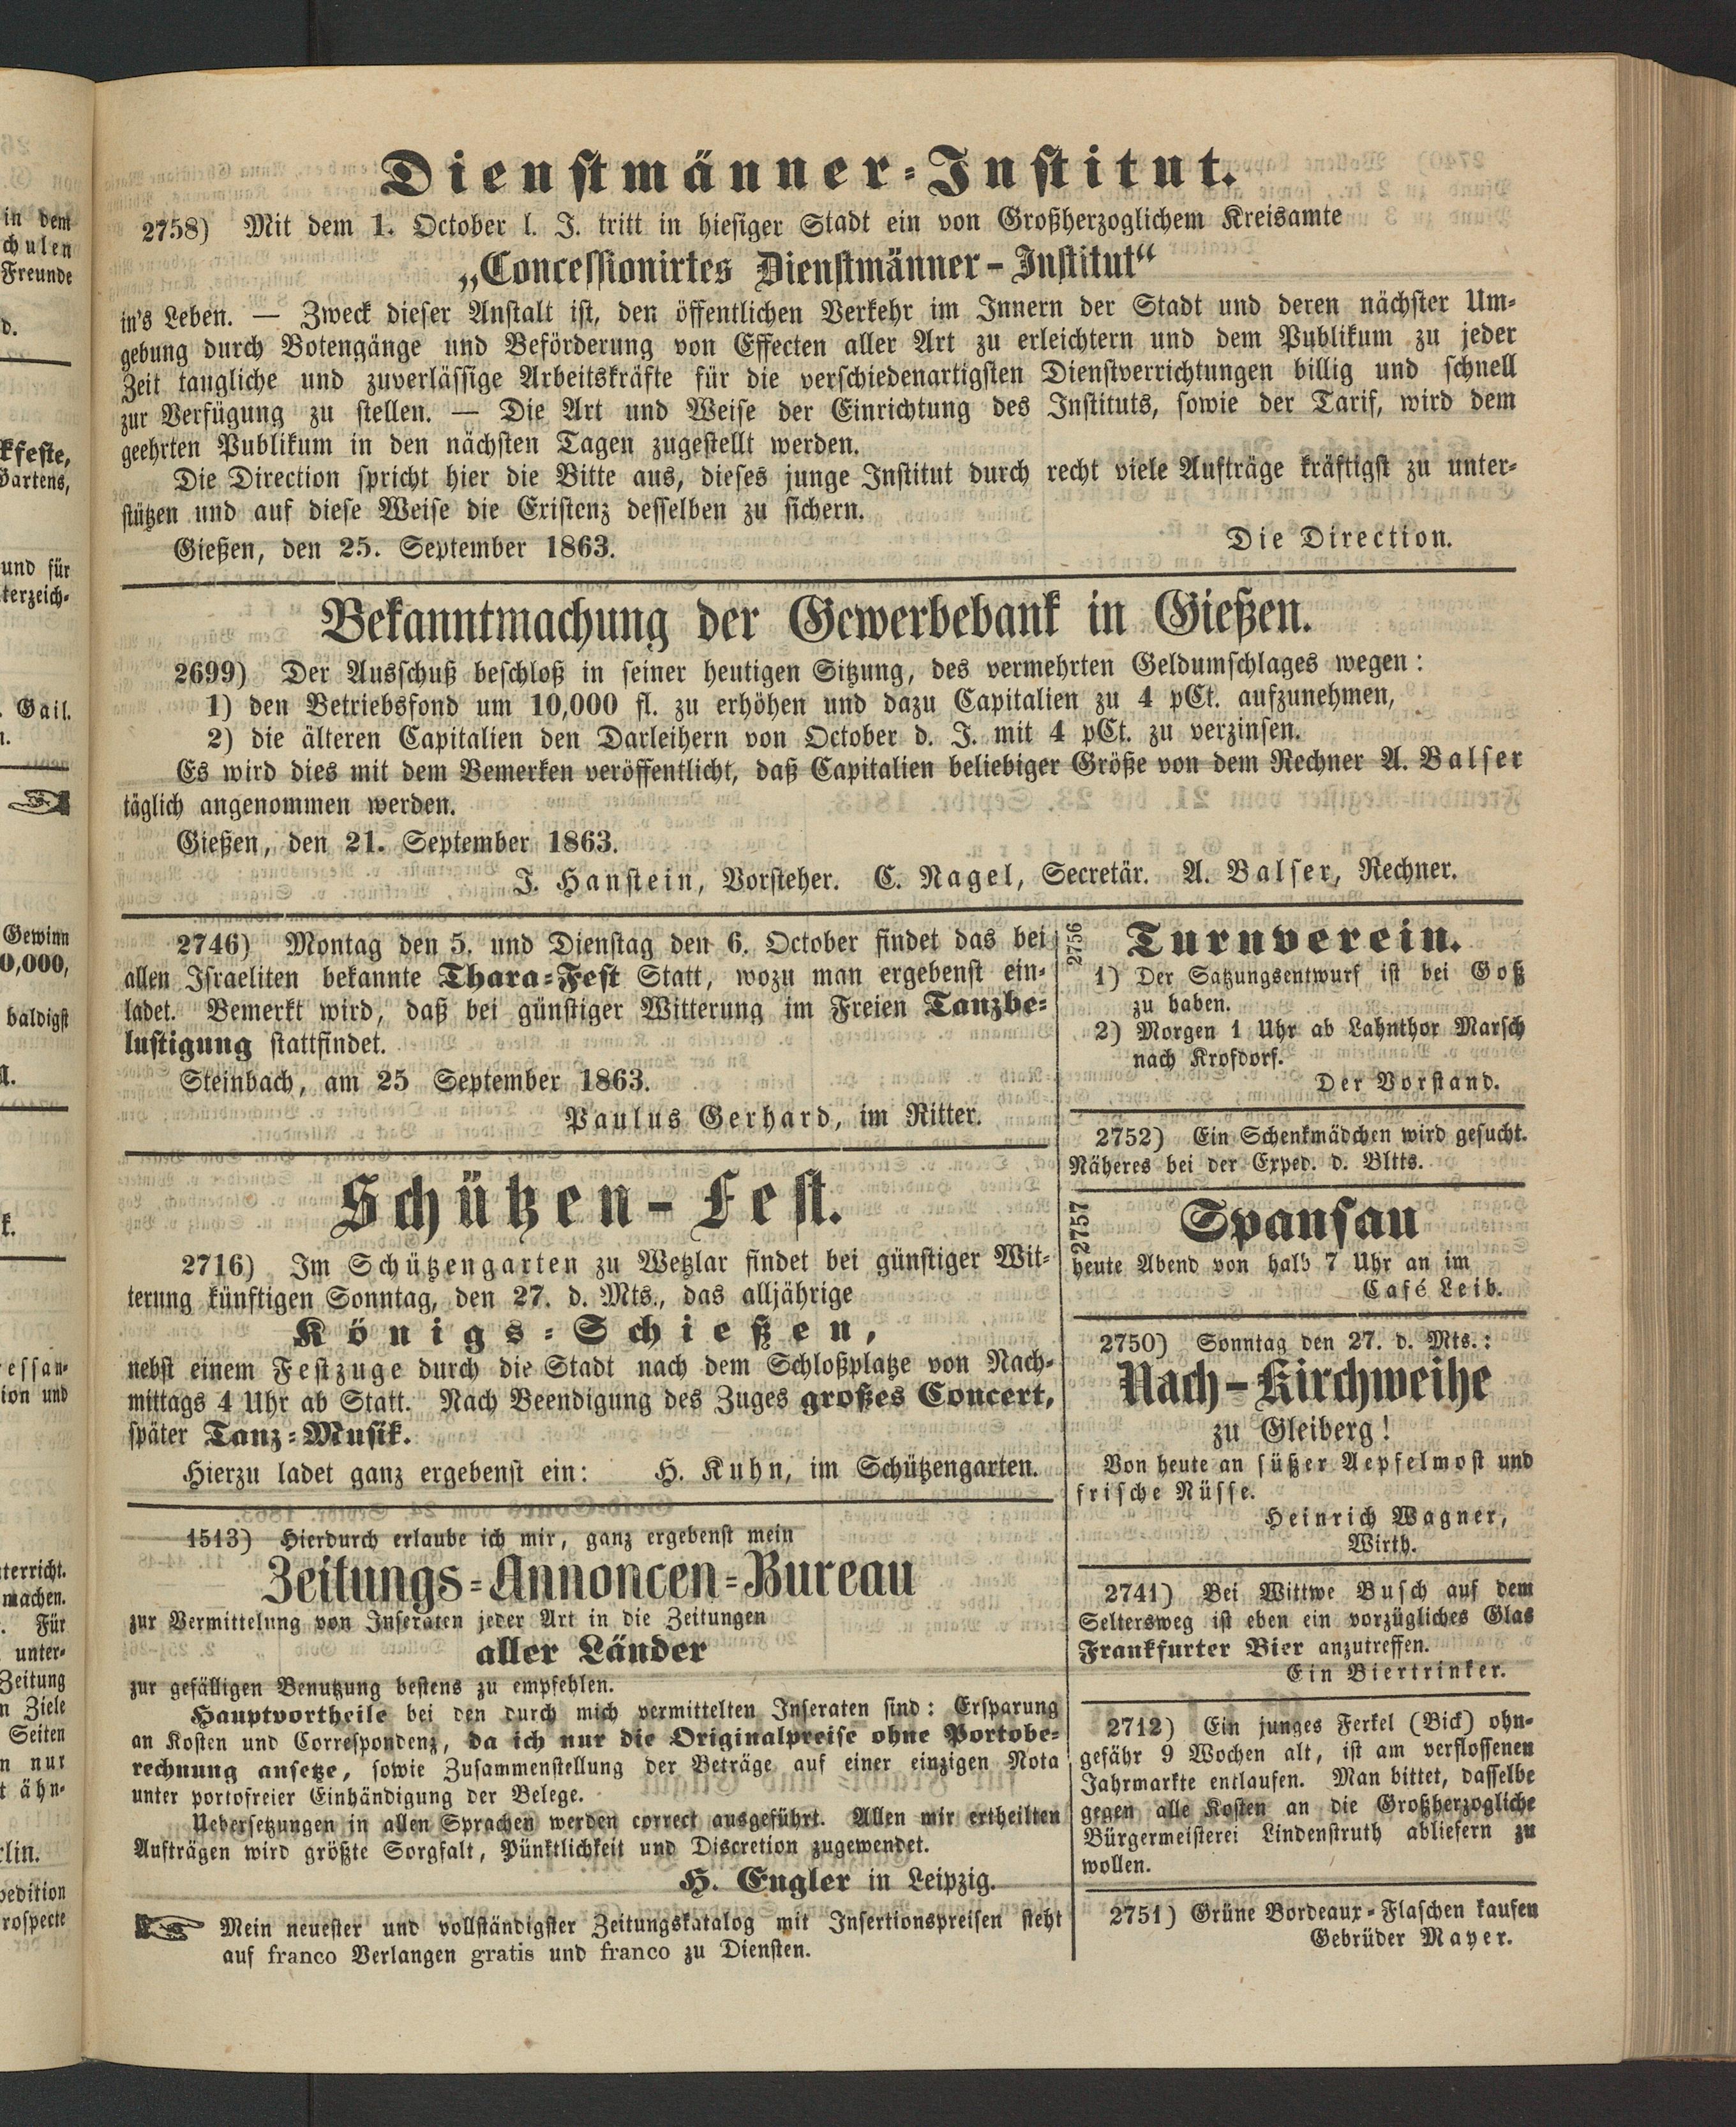 Dienstmänner-Institut.
2758) Mit dem 1. October l. J. tritt in hiesiger Stadt ein von Großherzoglichem Kreisamte
„Concessionirtes Dienstmänner-Institut“
in's Leben. — Zweck dieser Anstalt ist, den öffentlichen Verkehr im Innern der Stadt und deren nächster Um-
gebung durch Botengänge und Beförderung von Effecten aller Art zu erleichtern und dem Publikum zu jeder
Zeit taugliche und zuverlässige Arbeitskräfte für die verschiedenartigsten Dienstverrichtungen billig und schnell
zur Verfügung zu stellen. — Die Art und Weise der Einrichtung des Instituts, sowie der Tarif, wird dem
geehrten Publikum in den nächsten Tagen zugestellt werden.
Die Direction spricht hier die Bitte aus, dieses junge Institut durch recht viele Aufträge kräftigst zu unter-
stützen und auf diese Weise die Existenz desselben zu sichern.
Gießen, den 25. September 1863.
Die Direction.
Bekanntmachung der Gewerbebank in Gießen.
2699) Der Ausschuß beschloß in seiner heutigen Sitzung, des vermehrten Geldumschlages wegen:
1) den Betriebsfond um 10,000 fl. zu erhöhen und dazu Capitalien zu 4 pCt. aufzunehmen,
2) die älteren Capitalien den Darleihern von October d. J. mit 4 pCt. zu verzinsen.
Es wird dies mit dem Bemerken veröffentlicht, daß Capitalien beliebiger Größe von dem Rechner A. Balser
täglich angenommen werden.
Gießen, den 21. September 1863.
J. Hanstein, Vorsteher. C. Nagel, Secretär. A. Balser, Rechner.
2746) Montag den 5. und Dienstag den 6. October findet das bei
allen Israeliten bekannte Thara-Fest Statt, wozu man ergebenst ein-
ladet. Bemerkt wird, daß bei günstiger Witterung im Freien Tanzbe-
lustigung stattfindet.
Steinbach, am 25 September 1863.
Paulus Gerhard, im Ritter.
Schützen-Fest.
2716) Im Schützengarten zu Wetzlar findet bei günstiger Wit-
terung künftigen Sonntag, den 27. d. Mts., das alljährige
Königs-Schießen,
nebst einem Festzuge durch die Stadt nach dem Schloßplatze von Nach-
mittags 4 Uhr ab Statt. Nach Beendigung des Zuges großes Concert,
später Tanz-Musik.
Hierzu ladet ganz ergebenst ein: H. Kuhn, im Schützengarten.
1513) Hierdurch erlaube ich mir, ganz ergebenst mein
Zeitungs-Annoncen-Bureau
zur Vermittelung von Inseraten jeder Art in die Zeitungen
aller Länder
zur gefälligen Benutzung bestens zu empfehlen.
Hauptvortheile bei den durch mich vermittelten Inseraten sind: Ersparung
an Kosten und Correspondenz, da ich nur die Originalpreise ohne Portobe-
rechnung ansetze, sowie Zusammenstellung der Beträge auf einer einzigen Nota
unter portofreier Einhändigung der Belege.
Uebersetzungen in allen Sprachen werden correct ausgeführt. Allen mir ertheilten
Aufträgen wird größte Sorgfalt, Pünktlichkeit und Discretion zugewendet.
H. Engler in Leipzig.
Mein neuester und vollständigster Zeitungskatalog mit Insertionspreisen steht
auf franco Verlangen gratis und franco zu Diensten.
2756
Turnverein.
1) Der Satzungsentwurf ist bei Goß
zu haben.
2) Morgen 1 Uhr ab Lahnthor Marsch
nach Krofdorf.
Der Vorstand.
2752) Ein Schenkmädchen wird gesucht.
Näheres bei der Exped. d. Bltts.
2757
Spansau
heute Abend von halb 7 Uhr an im
Café Leib.
2750) Sonntag den 27. d. Mts.:
Nach-Kirchweihe
zu Gleiberg!
Von heute an süßer Aepfelmost und
frische Nüsse.
Heinrich Wagner,
Wirth.
2741) Bei Wittwe Busch auf dem
Seltersweg ist eben ein vorzügliches Glas
Frankfurter Bier anzutreffen.
Ein Biertrinker.
2712) Ein junges Ferkel (Bick) ohn-
gefähr 9 Wochen alt, ist am verflossenen
Jahrmarkte entlaufen. Man bittet, dasselbe
gegen alle Kosten an die Großherzogliche
Bürgermeisterei Lindenstruth abliefern zu
wollen.
2751) Grüne Bordeaux-Flaschen kaufen
Gebrüder Mayer.